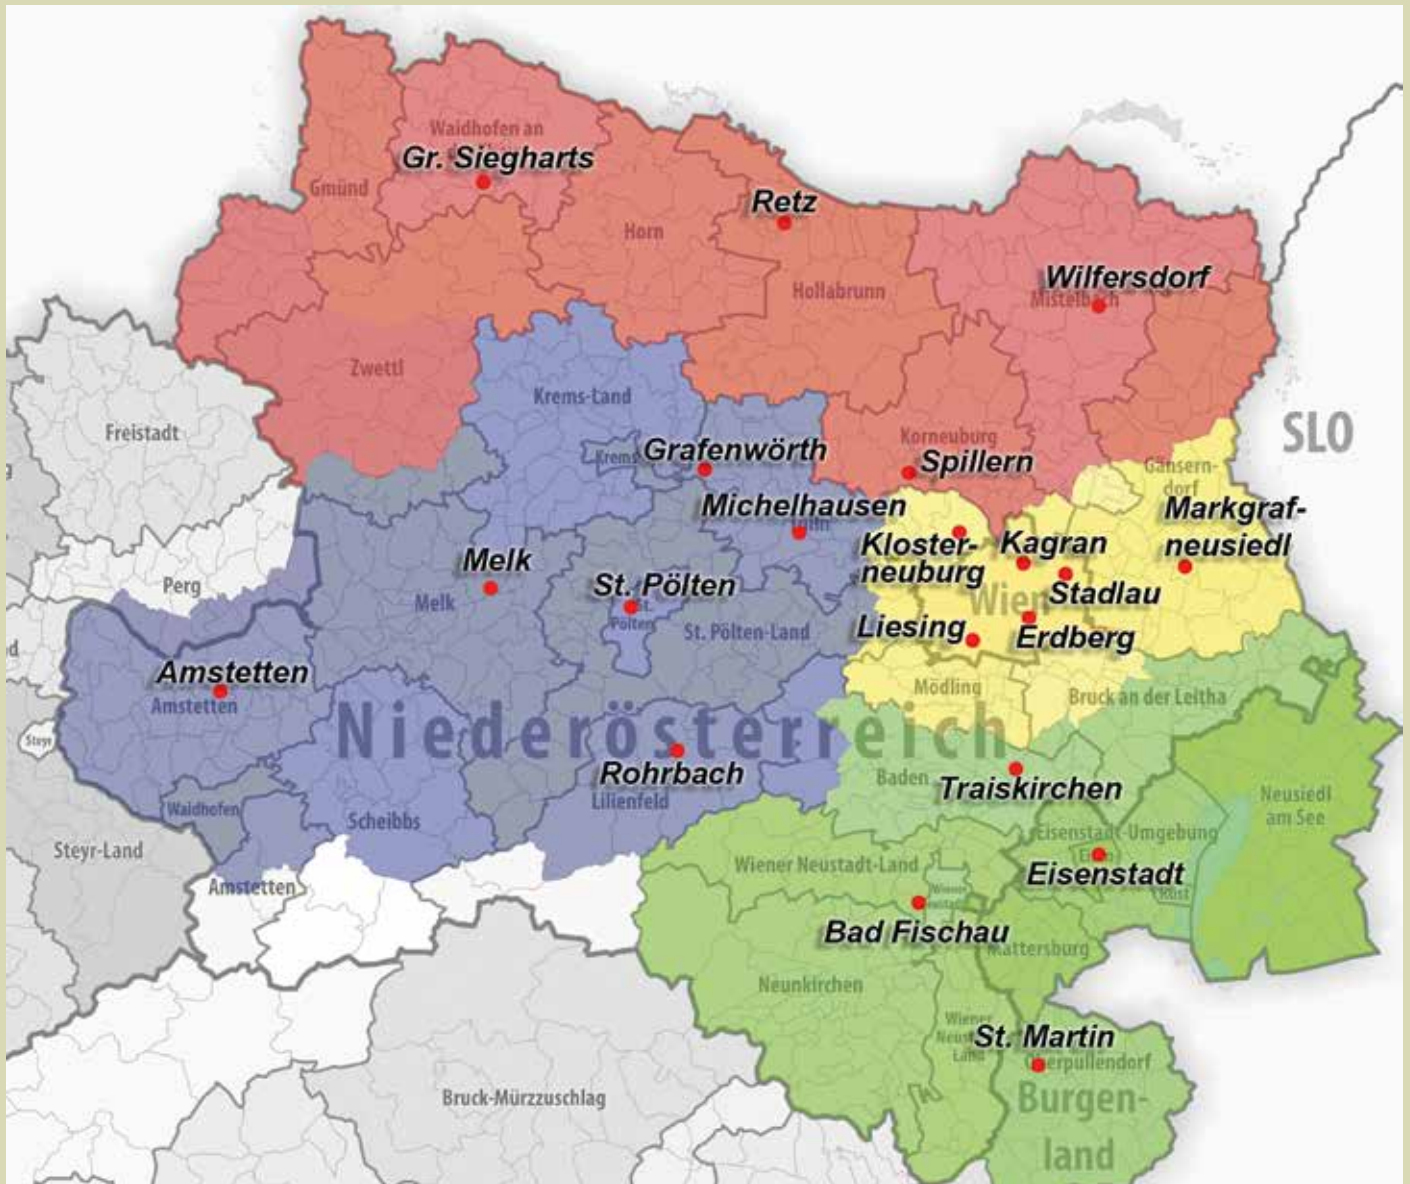 Waidhofen an
Gr. Siegharts
Gmünd
Retz
Horn
Wilfersdorf
Hollabrunn
Mistelbach
Zwettl
Krems-Land
Freistadt
SLO
Korneuburg
Grafenwörth
Krems
Spillern
Gänsern-
dorf
Michelhausen
Markgraf-
neusiedl
Kloster-
neuburg
Kagran
Melk
St. Pölten
Perg
Stadlau
Wien
Melk
St.
Pölten
St. Pölten-Land
Liesing
Erdberg
Amstetten
Amstetten
Mödling
Bruck an der Leitha
Niederösterreich
Steyr
Rohrbach
Lilienfeld
Baden
Traiskirchen
Neusiedl
am See
Waidhofen
Scheibbs
Eisenstadt-Umgebung
Steyr-Land
Wiener Neustadt-Land
Eisenstadt
Rust
Amstetten
Wiener
Bad Fischau
Mattersburg
Neunkirchen
Wiener
Land
St. Martin
Oberpullendorf
Bruck-Mürzzuschlag
Burgen-
land